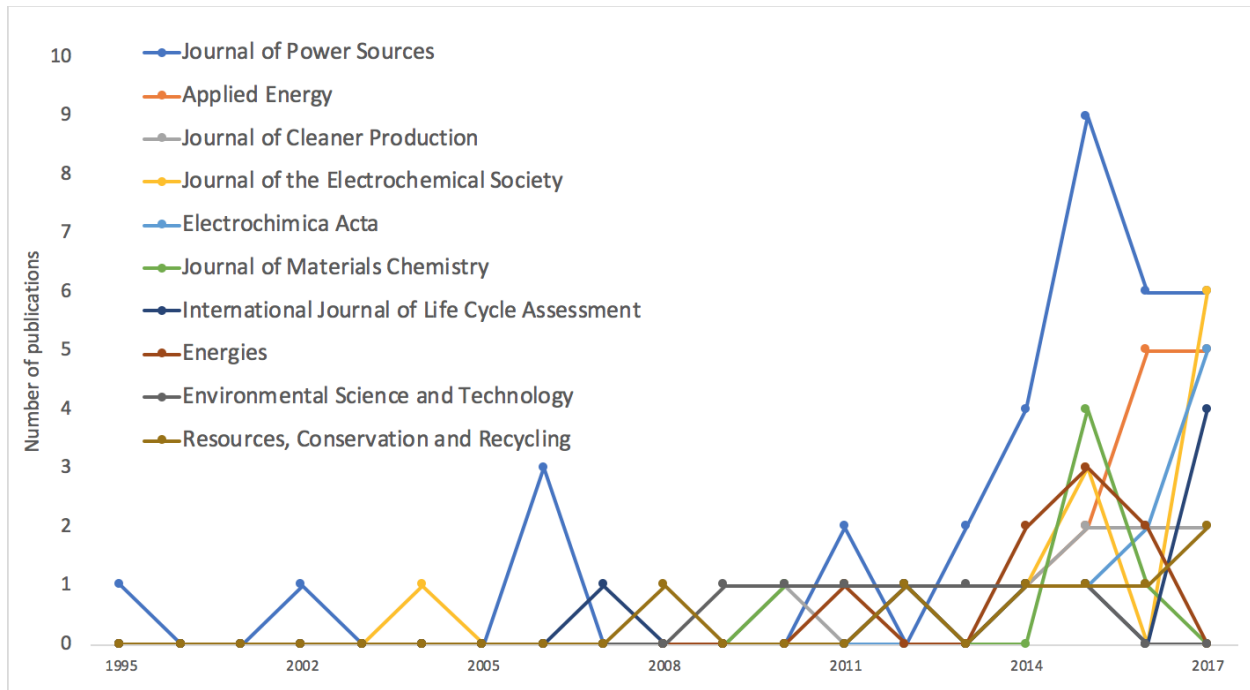 10
9
8
7
6
5
4
3
2
1
0
Number of publications
Journal of Power Sources
Applied Energy
Journal of Cleaner Production
Journal of the Electrochemical Society
Electrochimica Acta
Journal of Materials Chemistry
International Journal of Life Cycle Assessment
Energies
Environmental Science and Technology
Resources, Conservation and Recycling
1995 2002 2005 2008 2011 2014 2017